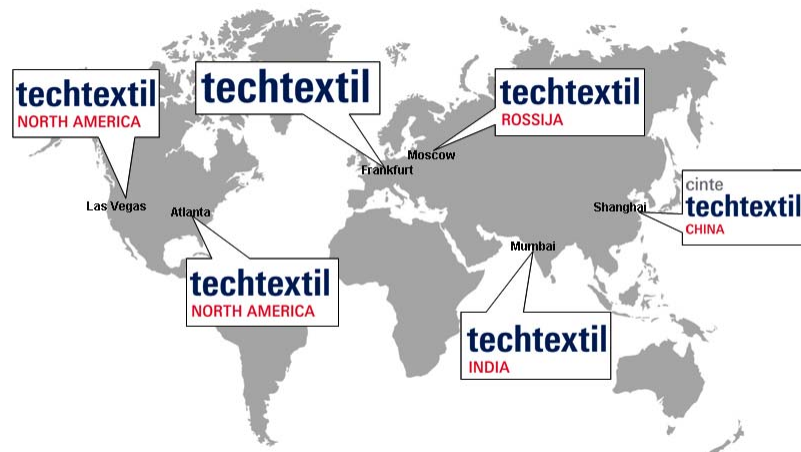 techtextil
NORTH AMERICA
techtextil
techtextil
ROSSIJA
Moscow
Frankfurt
Las Vegas
Atlanta
Shanghai
cinte
techtextil
CHINA
Mumbai
techtextil
NORTH AMERICA
techtextil
INDIA